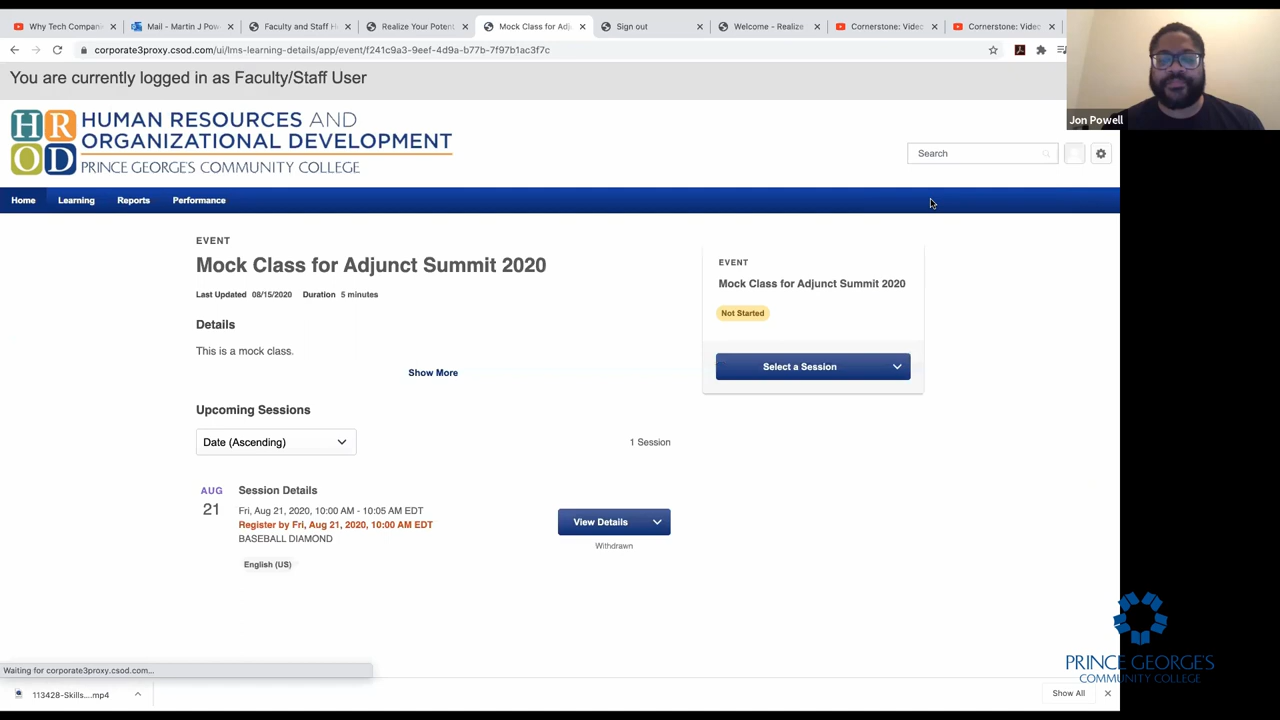 Why Tech Compan
Mail - Martin J Pow
Faculty and Staff H
Realize Your Potent
Mock Class for Adj
Sign out
Welcome - Realize
Cornerstone: Video
Cornerstone: Video
corporate3proxy.csod.com/ui/lms-learning-details/app/event/f241c9a3-9eef-4d9a-b77b-7f97b1ac3f7c
You are currently logged in as Faculty/Staff User
Jon Powell
HR
OD
HUMAN RESOURCES AND
ORGANIZATIONAL DEVELOPMENT
PRINCE GEORGE'S COMMUNITY COLLEGE
Search
Home Learning Reports Performance
EVENT
Mock Class for Adjunct Summit 2020
Last Updated 08/15/2020 Duration 5 minutes
Details
This is a mock class.
Show More
EVENT
Mock Class for Adjunct Summit 2020
Not Started
Select a Session
Upcoming Sessions
Date (Ascending)
1 Session
AUG
21
Session Details
Fri, Aug 21, 2020, 10:00 AM - 10:05 AM EDT
Register by Fri, Aug 21, 2020, 10:00 AM EDT
BASEBALL DIAMOND
English (US)
View Details
Withdrawn
Waiting for corporate3proxy.csod.com...
113428-Skills....mp4
Show All
PRINCE GEORGE'S
COMMUNITY COLLEGE